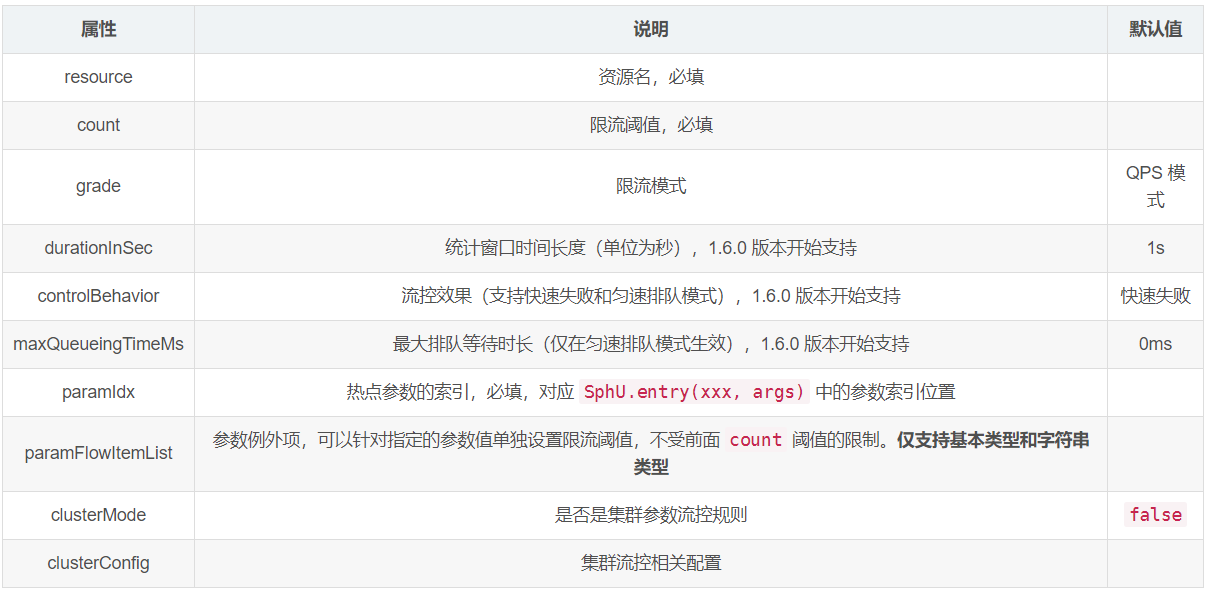 属性 说明 默认值
resource 资源名，必填
count 限流阈值，必填
grade 限流模式 QPS 模
式
durationInSec 统计窗口时间长度（单位为秒），1.6.0 版本开始支持 1s
controlBehavior 流控效果（支持快速失败和匀速排队模式），1.6.0 版本开始支持 快速失败
maxQueueingTimeMs 最大排队等待时长（仅在匀速排队模式生效），1.6.0 版本开始支持 0ms
paramIdx 热点参数的索引，必填，对应 SphU.entry(xxx, args) 中的参数索引位置
paramFlowItemList 参数例外项，可以针对指定的参数值单独设置限流阈值，不受前面 count 阈值的限制。仅支持基本类型和字符串
类型
clusterMode 是否是集群参数流控规则 false
clusterConfig 集群流控相关配置